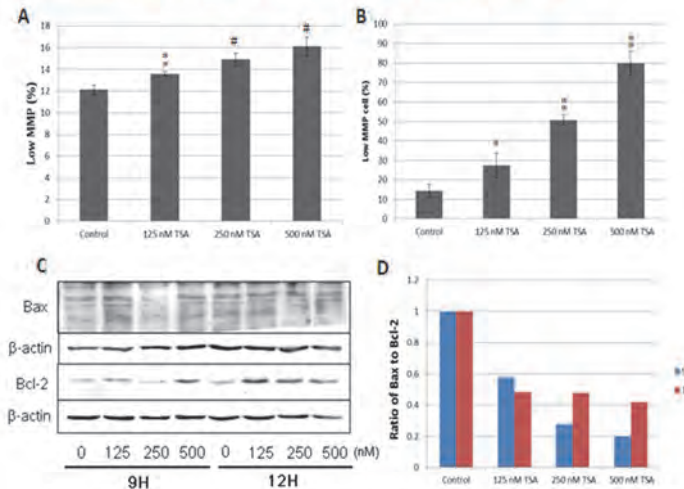 A
Low MMP (%)
18
16
14
12
10
8
6
4
2
0
Control 125 nM TSA 250 nM TSA 500 nM TSA
#
#
B
Low MMP cell (%)
100
90
80
70
60
50
40
30
20
10
0
Control 125 nM TSA 250 nM TSA 500 nM TSA
C
Bax
β-actin
Bcl-2
β-actin
0 125 250 500 0 125 250 500 (nM)
9H 12H
D
Ratio of Bax to Bcl-2
1.2
1
0.8
0.6
0.4
0.2
0
Control 125 nM TSA 250 nM TSA 500 nM TSA